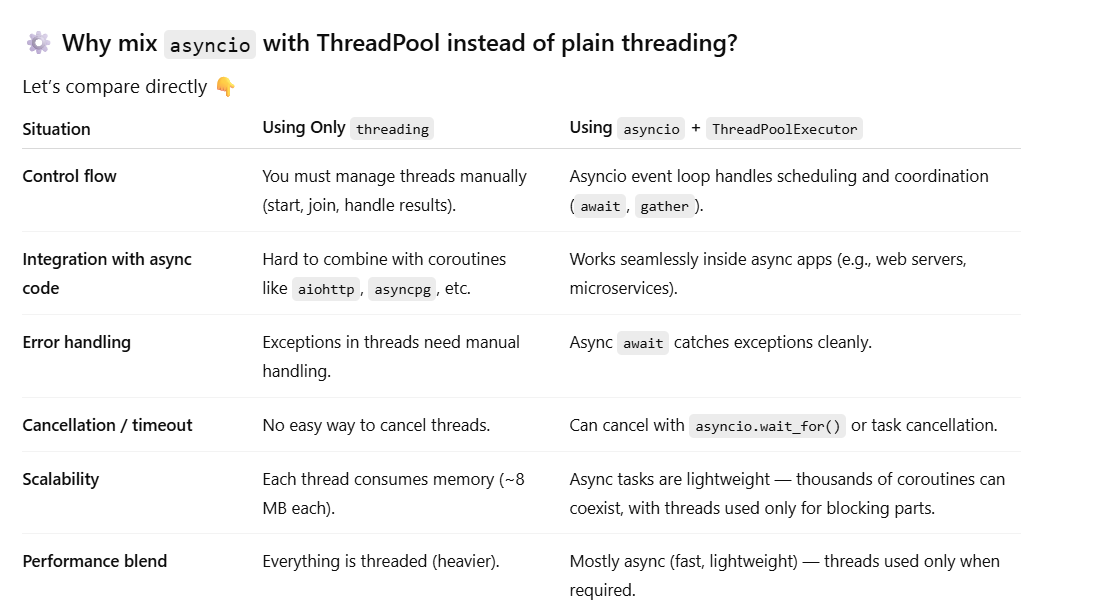 ⚙️ Why mix asyncio with ThreadPool instead of plain threading?
Let's compare directly 👇
Situation
Using Only threading
Using asyncio + ThreadPoolExecutor
Control flow
You must manage threads manually
(start, join, handle results).
Asyncio event loop handles scheduling and coordination
(await, gather).
Integration with async
code
Hard to combine with coroutines
like aiohttp, asyncpg, etc.
Works seamlessly inside async apps (e.g., web servers,
microservices).
Error handling
Exceptions in threads need manual
handling.
Async await catches exceptions cleanly.
Cancellation / timeout
No easy way to cancel threads.
Can cancel with asyncio.wait_for() or task cancellation.
Scalability
Each thread consumes memory (~8
MB each).
Async tasks are lightweight — thousands of coroutines can
coexist, with threads used only for blocking parts.
Performance blend
Everything is threaded (heavier).
Mostly async (fast, lightweight) — threads used only when
required.